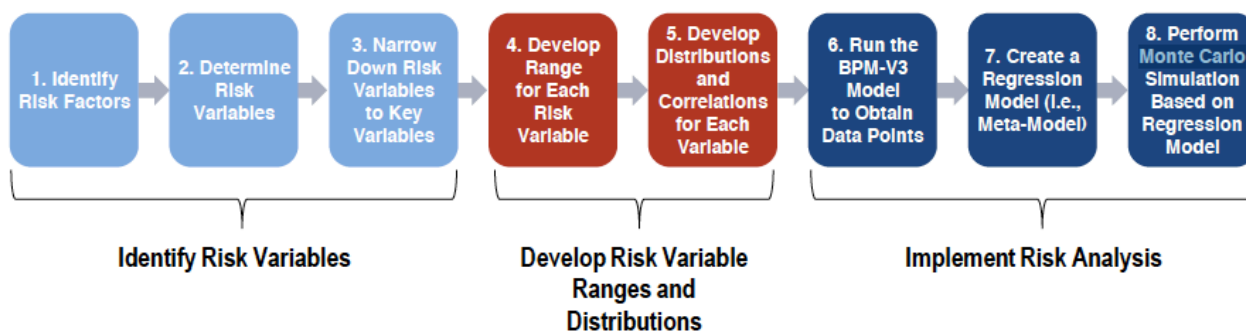 1. Identify
Risk Factors
2. Determine
Risk
Variables
3. Narrow
Down Risk
Variables
to Key
Variables
4. Develop
Range
for Each
Risk
Variable
5. Develop
Distributions
and
Correlations
for Each
Variable
6. Run the
BPM-V3
Model
to Obtain
Data Points
7. Create a
Regression
Model (i.e.,
Meta-Model)
8. Perform
Monte Carlo
Simulation
Based on
Regression
Model
Identify Risk Variables
Develop Risk Variable
Ranges and
Distributions
Implement Risk Analysis